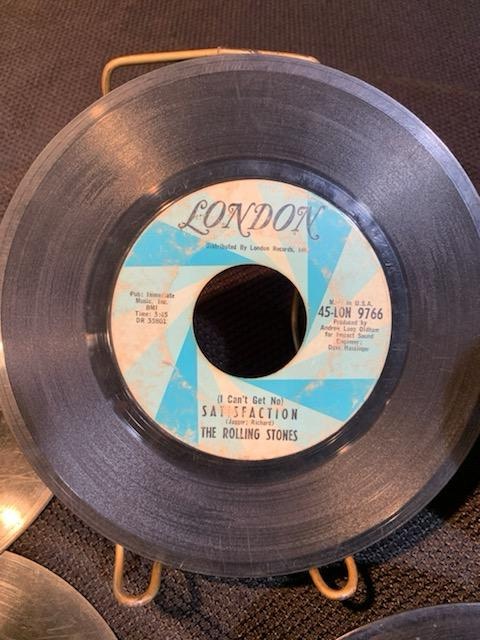 LONDON
Distributed By London Records, Inc.
Pub: Immediate
Music, Inc.
BMI
Time: 3:45
DR 35801
Made in U.S.A.
45-LON 9766
Produced by
Andrew Loog Oldham
for Impact Sound
Engineer:
Dave Hassinger
(I Can't Get No)
SATISFACTION
(Jagger; Richard)
THE ROLLING STONES